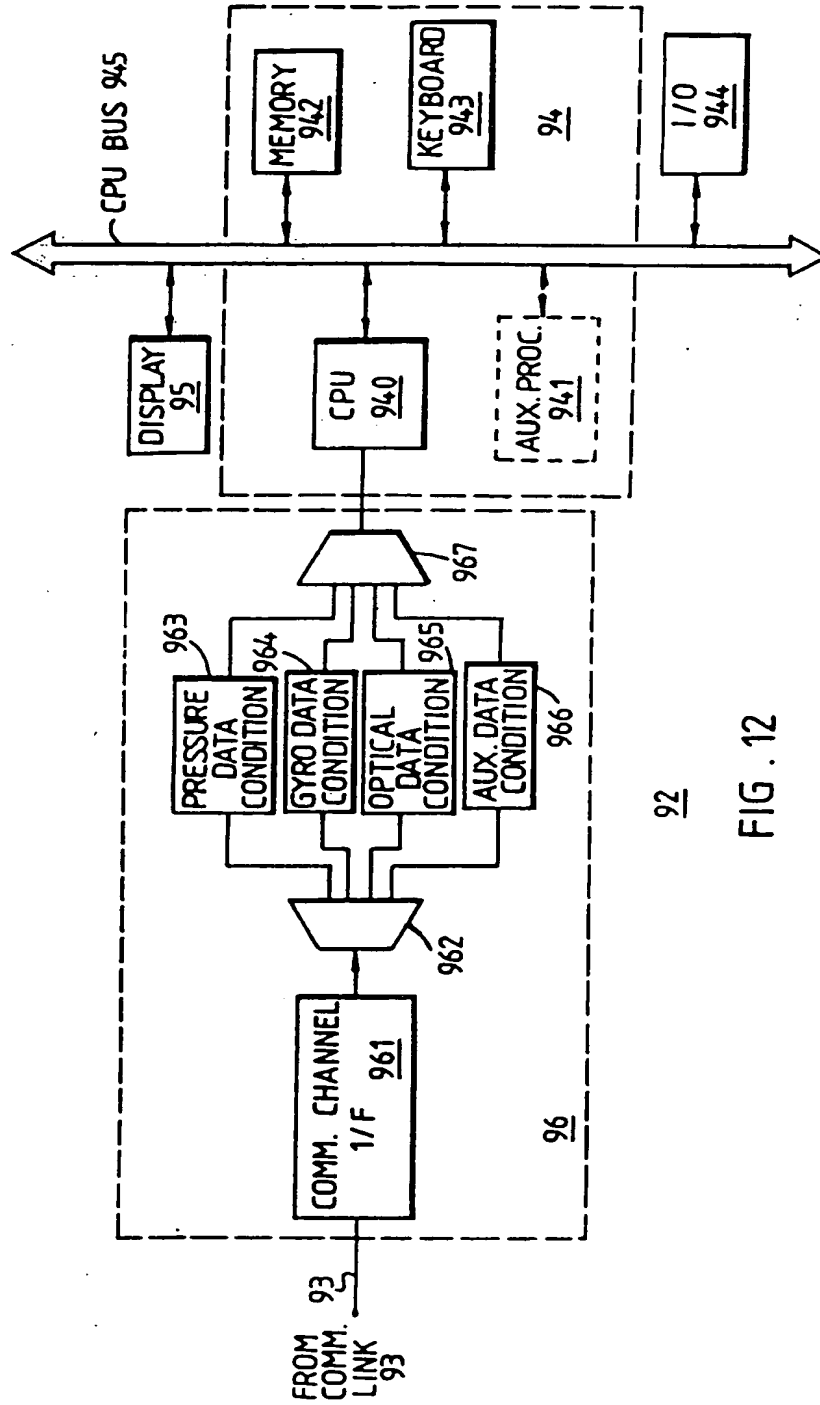 FROM
COMM.
LINK
93
93
COMM. CHANNEL
1/F
961
96
962
963
PRESSURE
DATA
CONDITION
964
GYRO DATA
CONDITION
965
OPTICAL
DATA
CONDITION
AUX. DATA
CONDITION
966
967
92
DISPLAY
95
CPU
940
AUX. PROC.
941
CPU BUS 945
MEMORY
942
KEYBOARD
943
94
I/O
944
FIG. 12